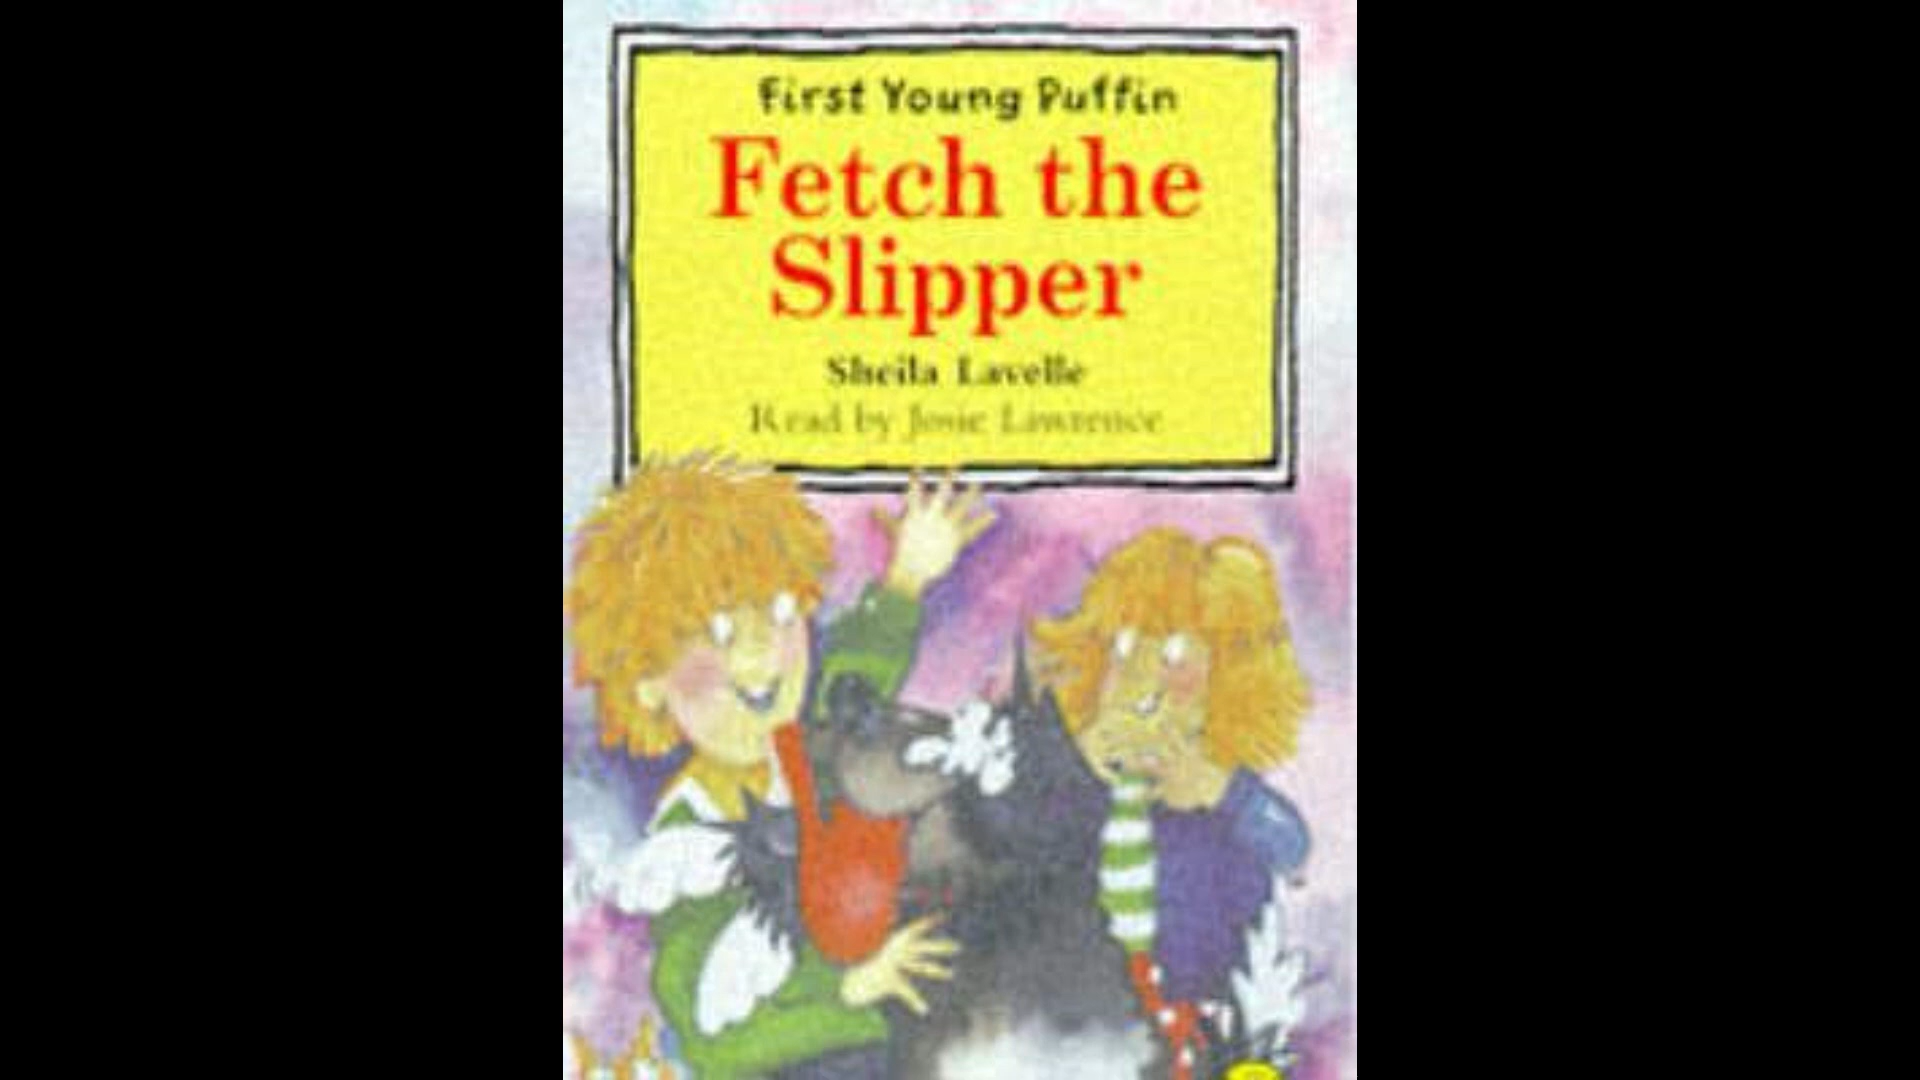 First Young Puffin
Fetch the
Slipper
Sheila Lavelle
Read by Josie Lawrence